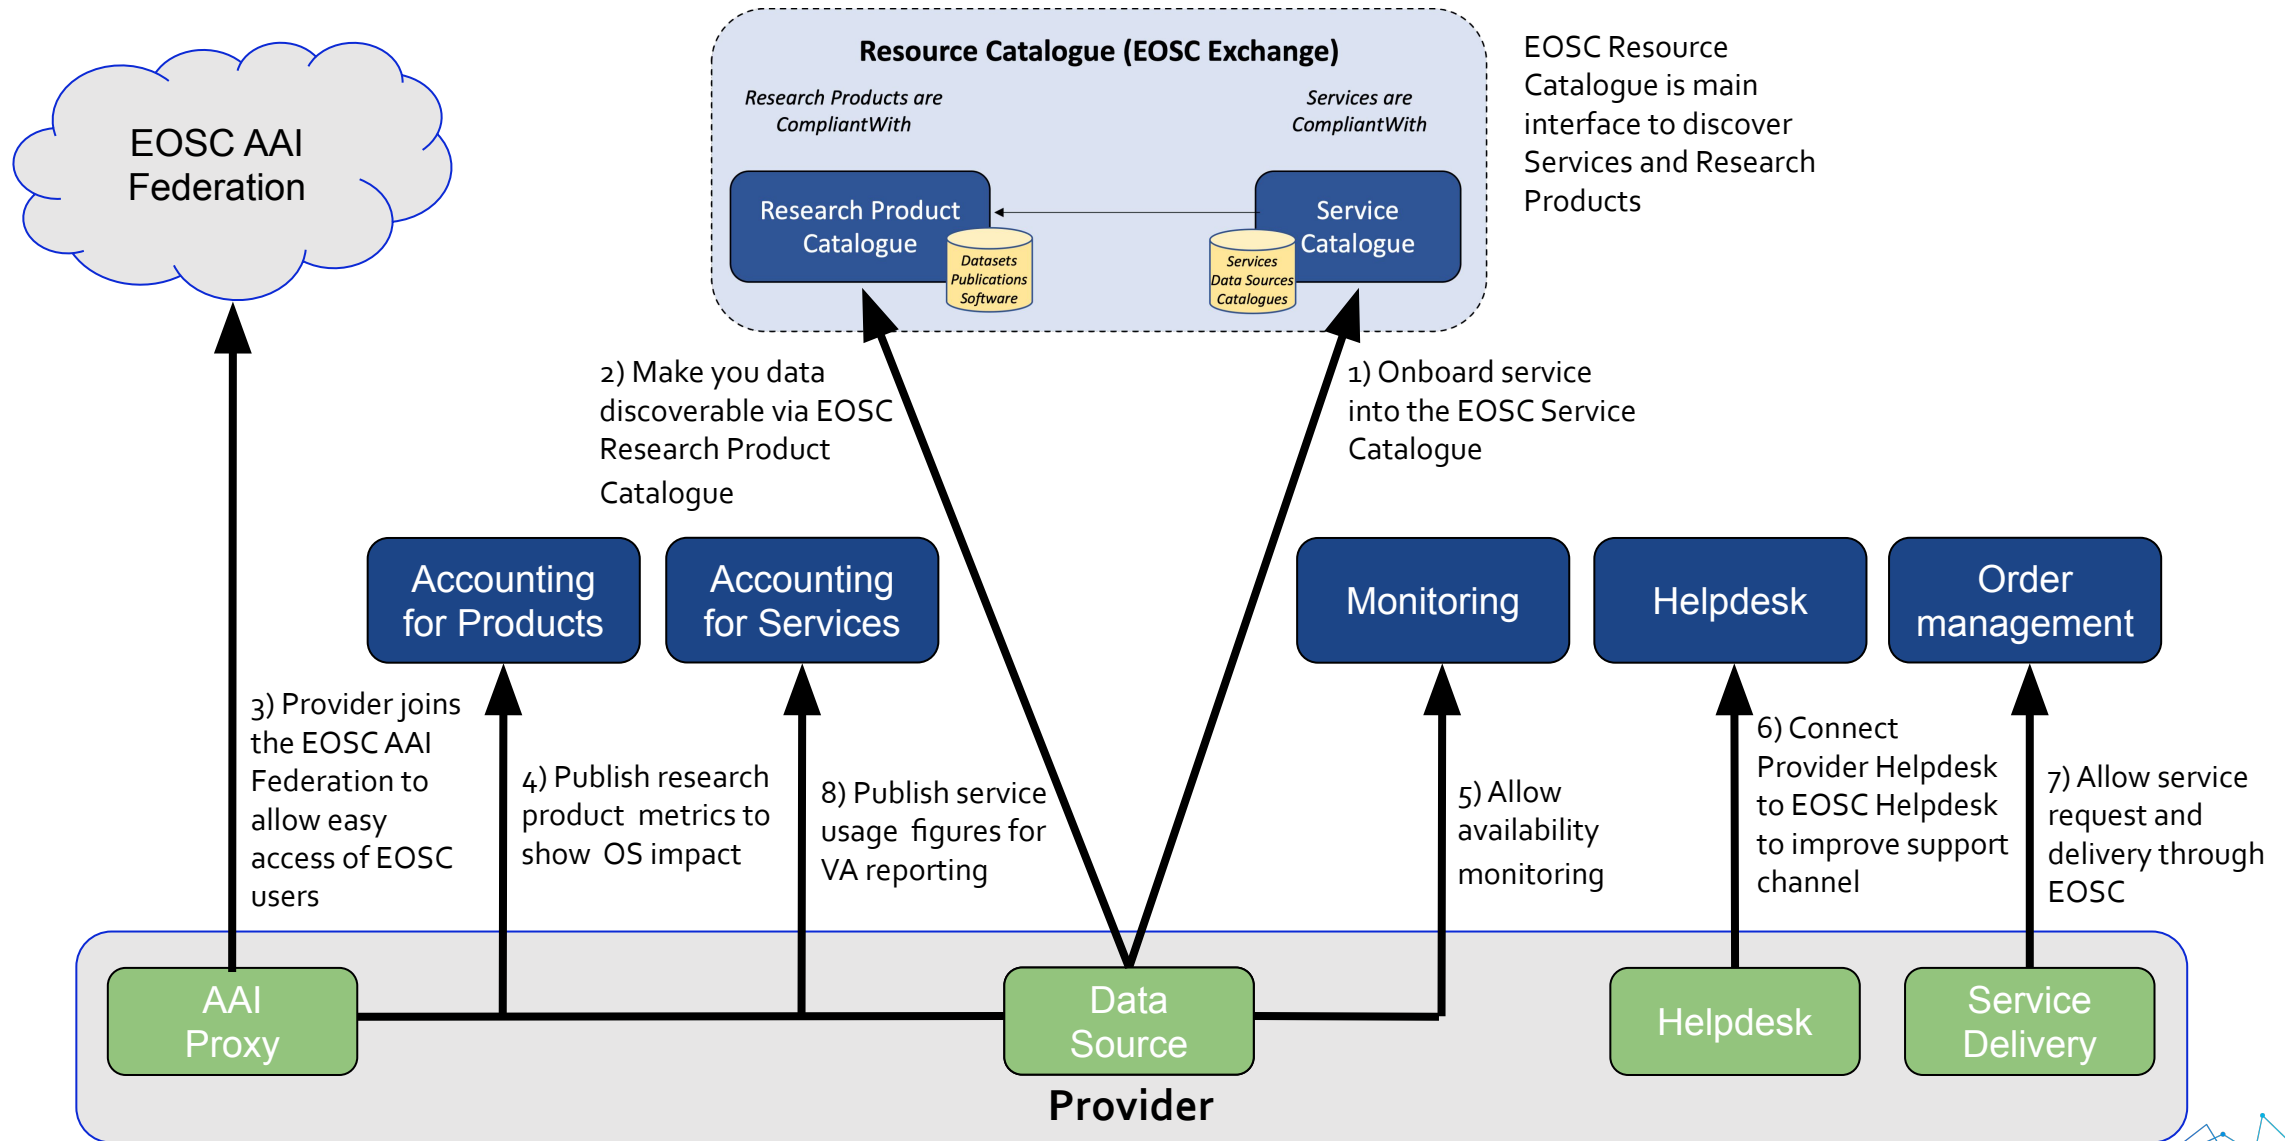 Resource Catalogue (EOSC Exchange)
Research Products are
CompliantWith
Services are
CompliantWith
Research Product
Catalogue
Datasets
Publications
Software
Service
Catalogue
Services
Data Sources
Catalogues
EOSC Resource
Catalogue is main
interface to discover
Services and Research
Products
EOSC AAI
Federation
2) Make you data
discoverable via EOSC
Research Product
Catalogue
1) Onboard service
into the EOSC Service
Catalogue
Accounting
for Products
Accounting
for Services
Monitoring
Helpdesk
Order
management
3) Provider joins
the EOSC AAI
Federation to
allow easy
access of EOSC
users
4) Publish research
product  metrics to
show  OS impact
8) Publish service
usage  figures for
VA reporting
5) Allow
availability
monitoring
6) Connect
Provider Helpdesk
to EOSC Helpdesk
to improve support
channel
7) Allow service
request and
delivery through
EOSC
AAI
Proxy
Data
Source
Helpdesk
Service
Delivery
Provider